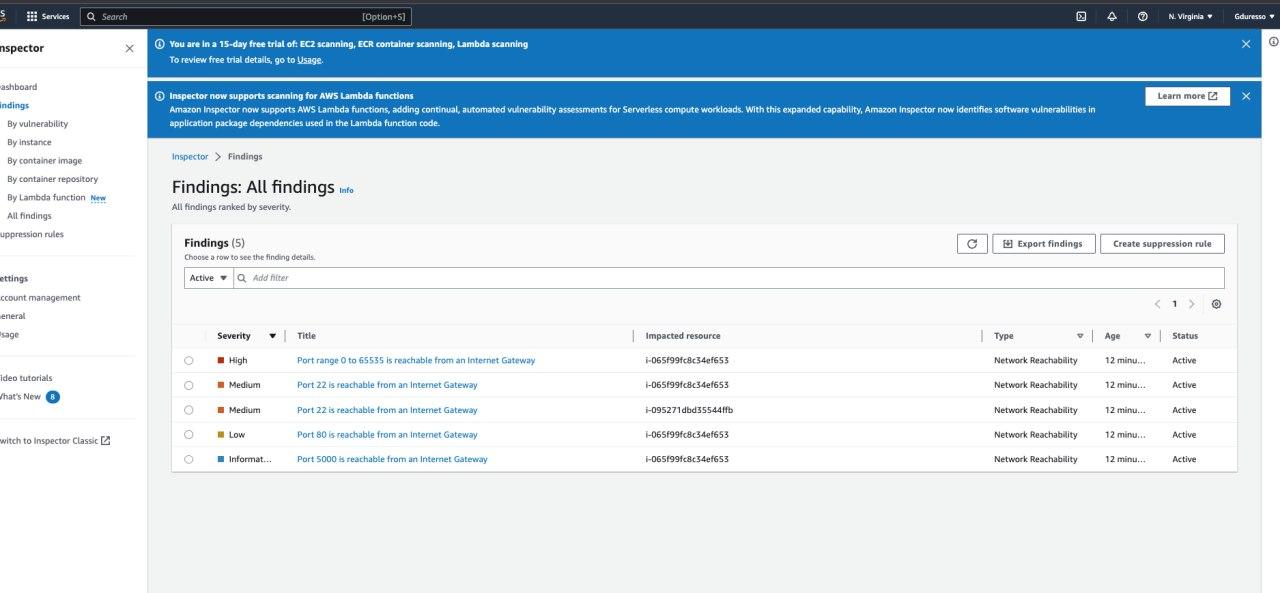 Services
Search
[Option+S]
N. Virginia
Gduresso
nspector
You are in a 15-day free trial of: EC2 scanning, ECR container scanning, Lambda scanning
To review free trial details, go to Usage.
Inspector now supports scanning for AWS Lambda functions
Amazon Inspector now supports AWS Lambda functions, adding continual, automated vulnerability assessments for Serverless compute workloads. With this expanded capability, Amazon Inspector now identifies software vulnerabilities in
application package dependencies used in the Lambda function code.
Learn more
ashboard
indings
By vulnerability
By instance
By container image
By container repository
By Lambda function New
All findings
uppression rules
ettings
ccount management
eneral
sage
ideo tutorials
What's New 8
witch to Inspector Classic
Inspector > Findings
Findings: All findings Info
All findings ranked by severity.
Findings (5)
Choose a row to see the finding details.
Export findings
Create suppression rule
Active
Add filter
1
Severity Title Impacted resource Type Age Status
High Port range 0 to 65535 is reachable from an Internet Gateway i-065f99fc8c34ef653 Network Reachability 12 minu... Active
Medium Port 22 is reachable from an Internet Gateway i-065f99fc8c34ef653 Network Reachability 12 minu... Active
Medium Port 22 is reachable from an Internet Gateway i-095271dbd35544ffb Network Reachability 12 minu... Active
Low Port 80 is reachable from an Internet Gateway i-065f99fc8c34ef653 Network Reachability 12 minu... Active
Informat... Port 5000 is reachable from an Internet Gateway i-065f99fc8c34ef653 Network Reachability 12 minu... Active